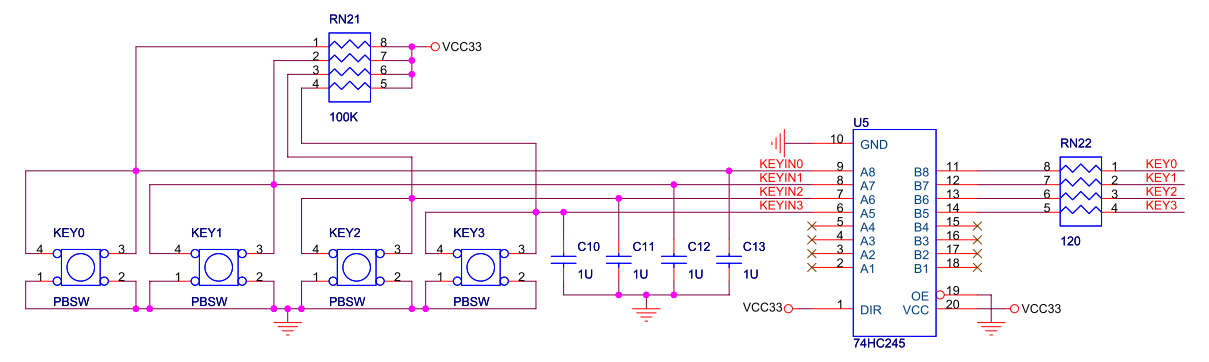 RN21
1 8 VCC33
2 7
3 6
4 5
100K
U5
10 GND
RN22
KEYIN0 9 A8 B8 11 8 1 KEY0
KEYIN1 8 A7 B7 12 7 2 KEY1
KEYIN2 7 A6 B6 13 6 3 KEY2
KEYIN3 6 A5 B5 14 5 4 KEY3
5 A4 B4 15
4 A3 B3 16
3 A2 B2 17
2 A1 B1 18
120
KEY0 KEY1 KEY2 KEY3
4 3 4 3 4 3 4 3
1 2 1 2 1 2 1 2
PBSW PBSW PBSW PBSW
C10 C11 C12 C13
1U 1U 1U 1U
OE 19
VCC33 1 DIR VCC 20 VCC33
74HC245